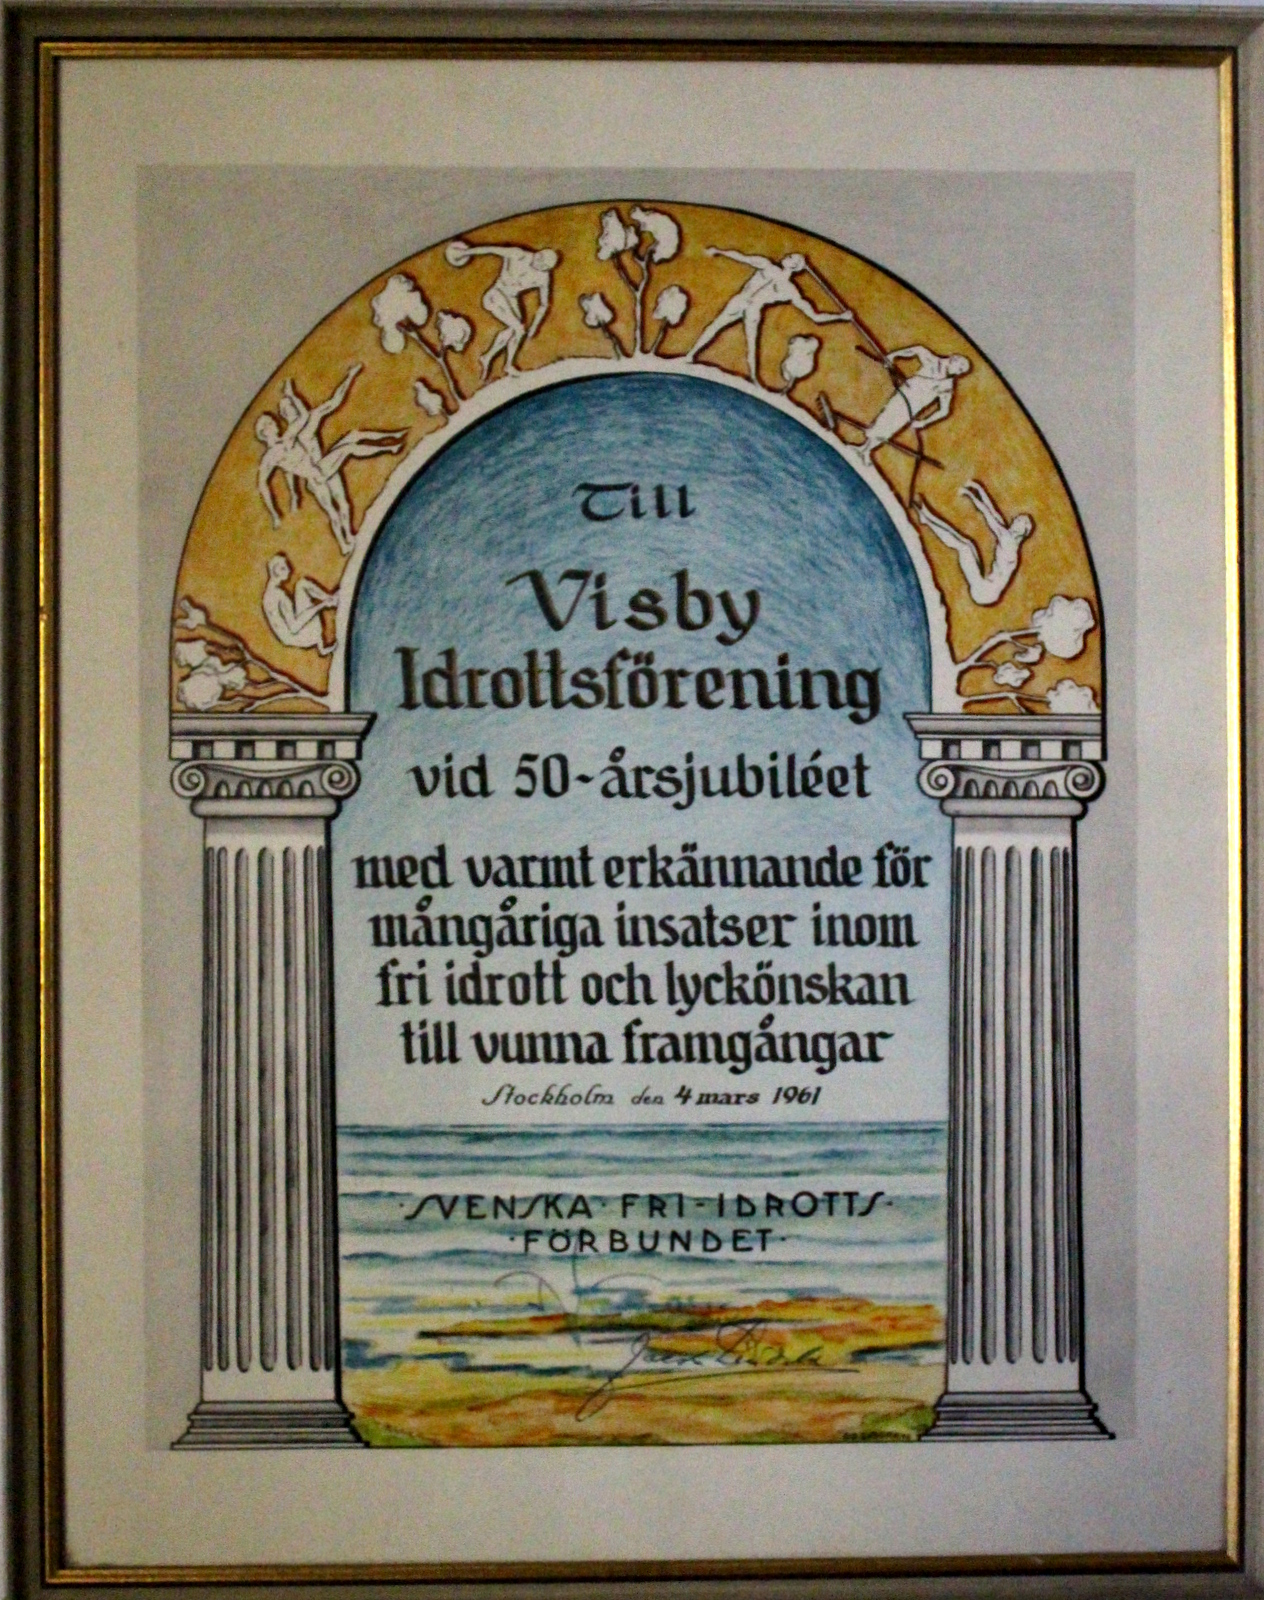 Till
Visby
Idrottsförening
vid 50-årsjubiléet
med varmt erkännande för
mångåriga insatser inom
fri idrott och lyckönskan
till vunna framgångar
Stockholm den 4 mars 1961
·SVENSKA·FRI-IDROTTS·
·FÖRBUNDET·